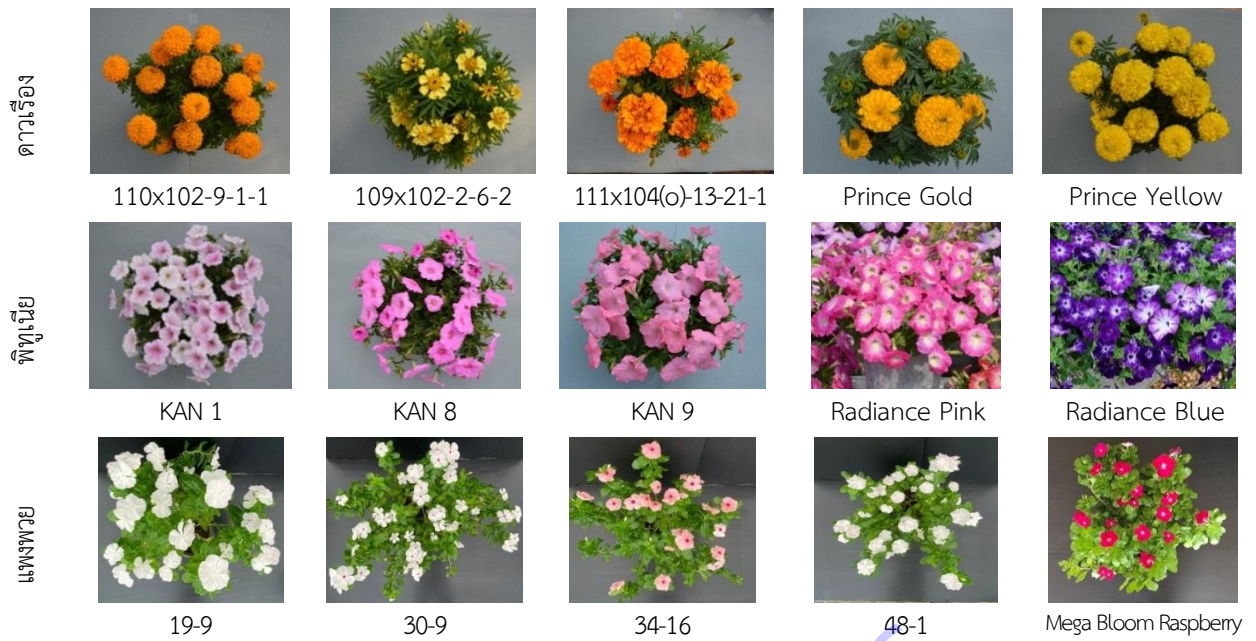 ดาวเรือง
110x102-9-1-1
109x102-2-6-2
111x104(o)-13-21-1
Prince Gold
Prince Yellow
พิทูเนีย
KAN 1
KAN 8
KAN 9
Radiance Pink
Radiance Blue
แพงพวย
19-9
30-9
34-16
48-1
Mega Bloom Raspberry